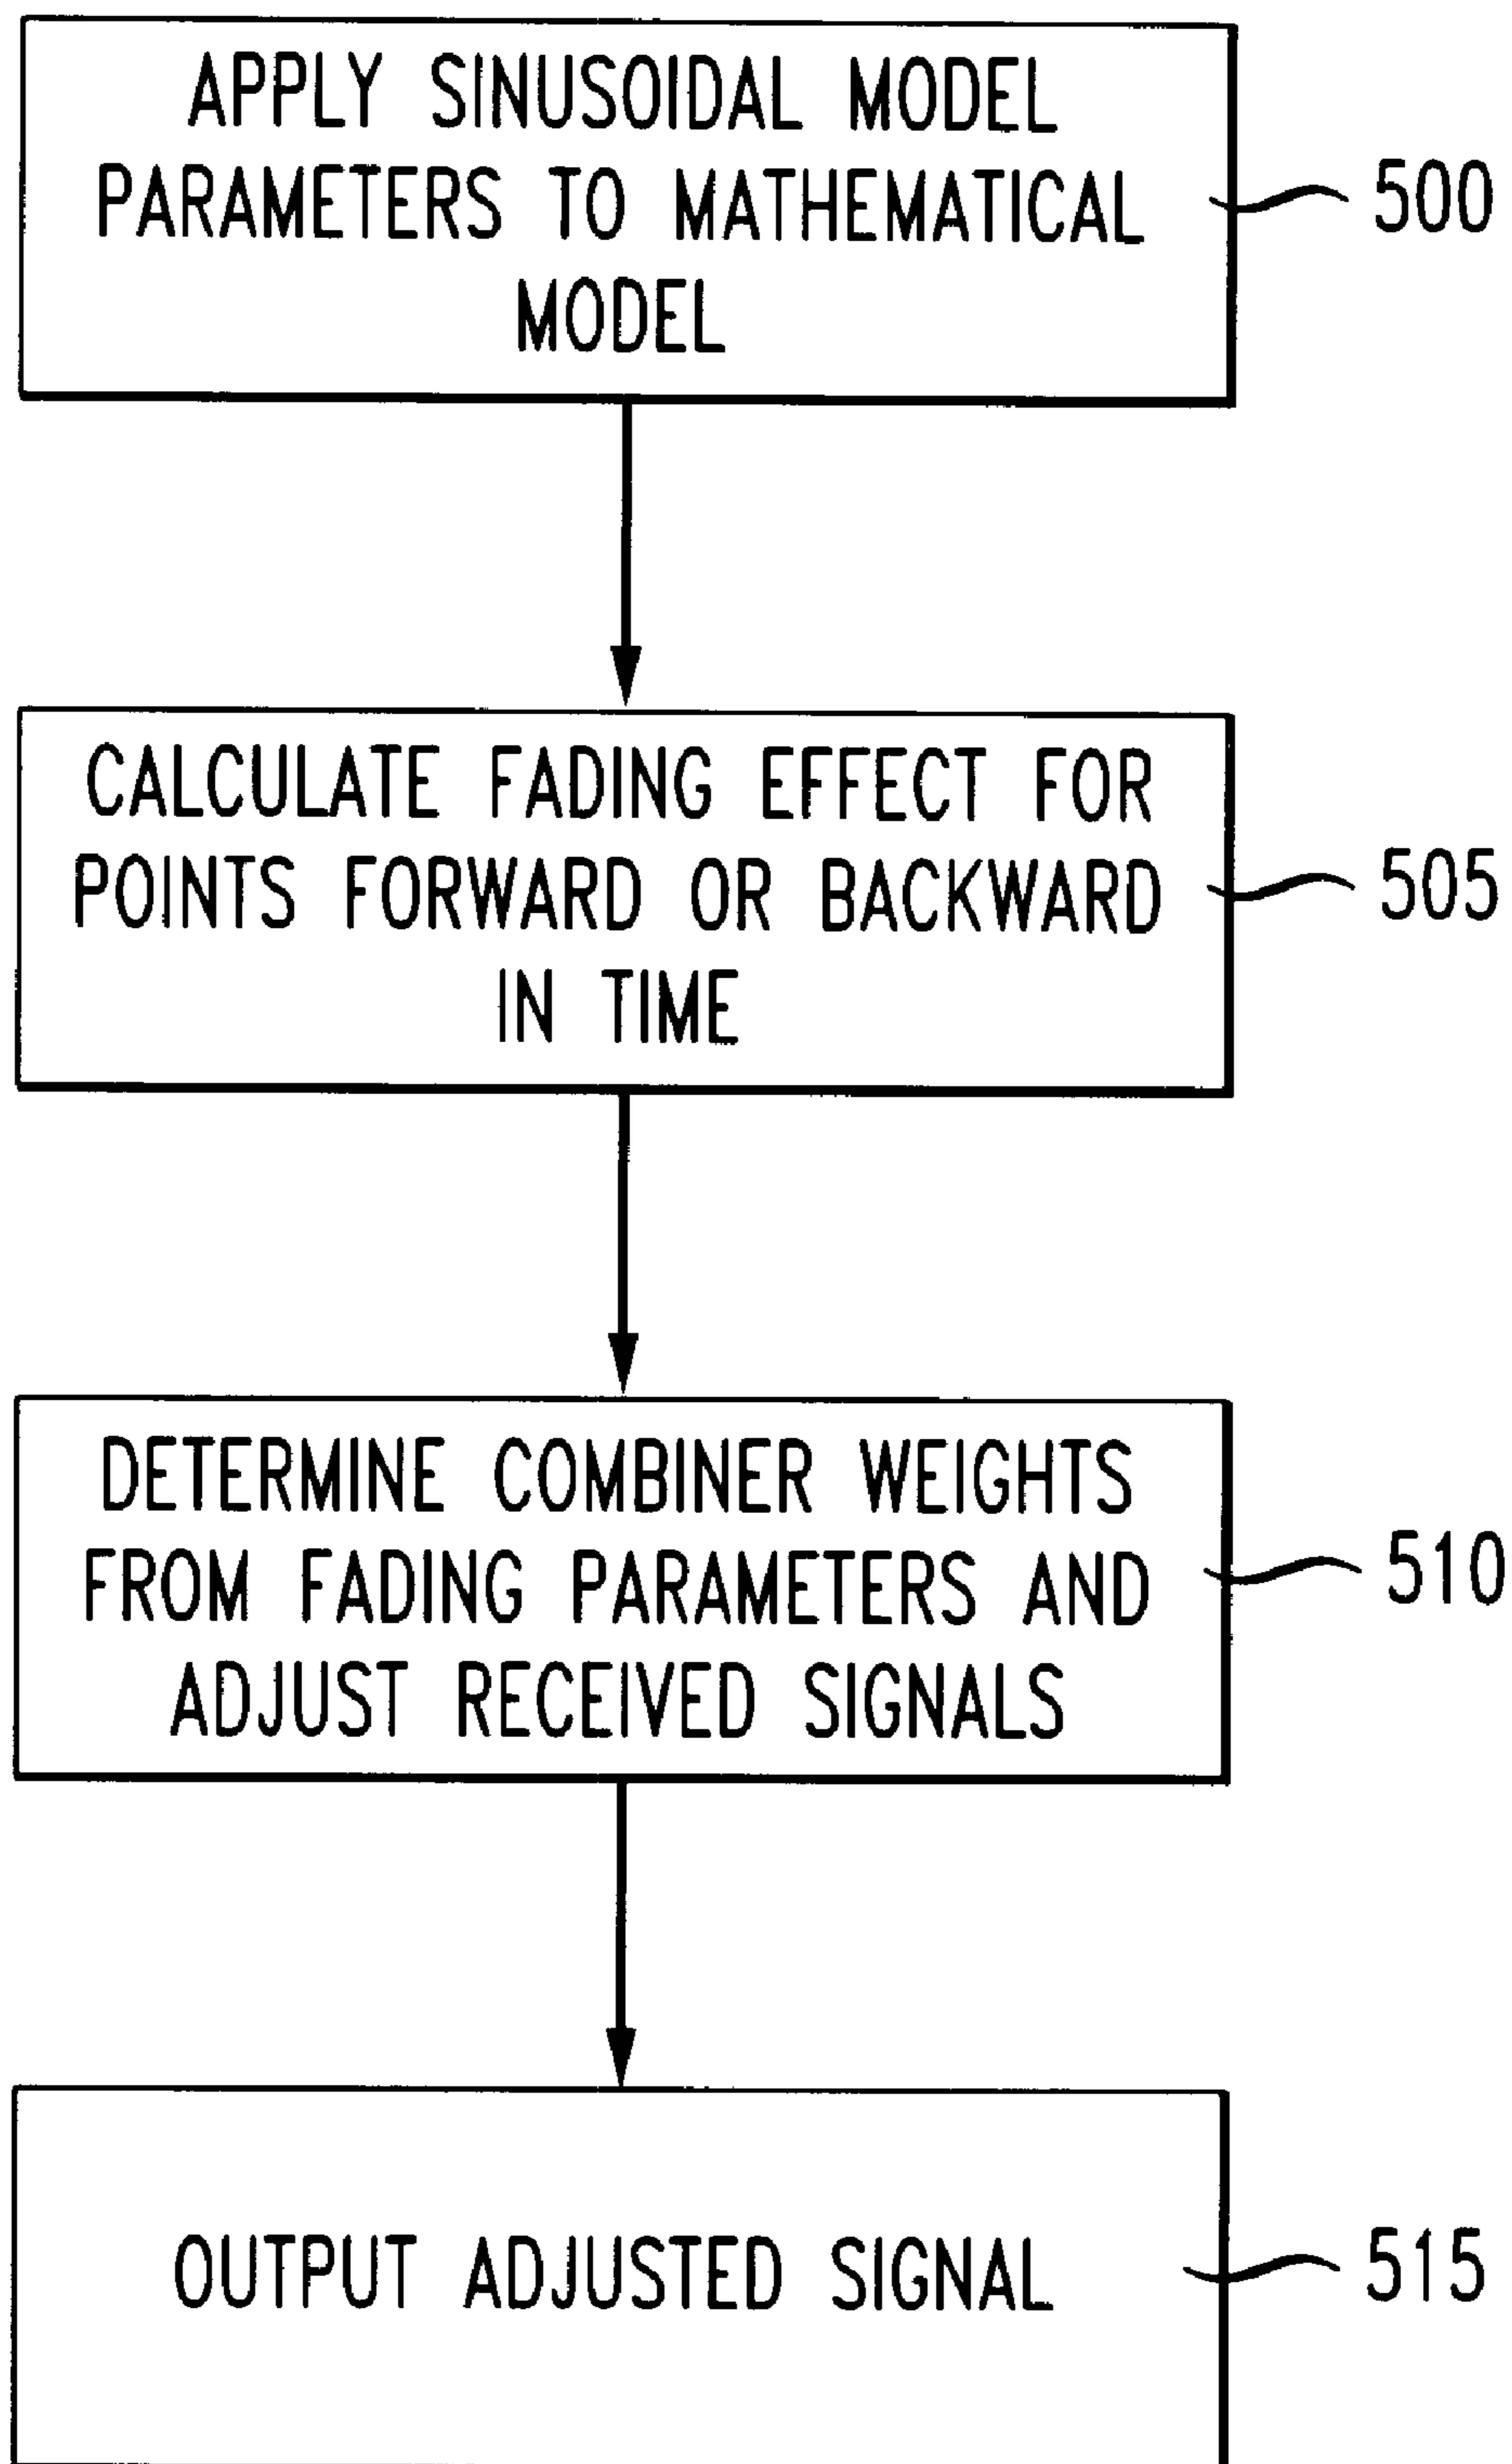 APPLY SINUSOIDAL MODEL
PARAMETERS TO MATHEMATICAL
MODEL
500
CALCULATE FADING EFFECT FOR
POINTS FORWARD OR BACKWARD
IN TIME
505
DETERMINE COMBINER WEIGHTS
FROM FADING PARAMETERS AND
ADJUST RECEIVED SIGNALS
510
OUTPUT ADJUSTED SIGNAL
515